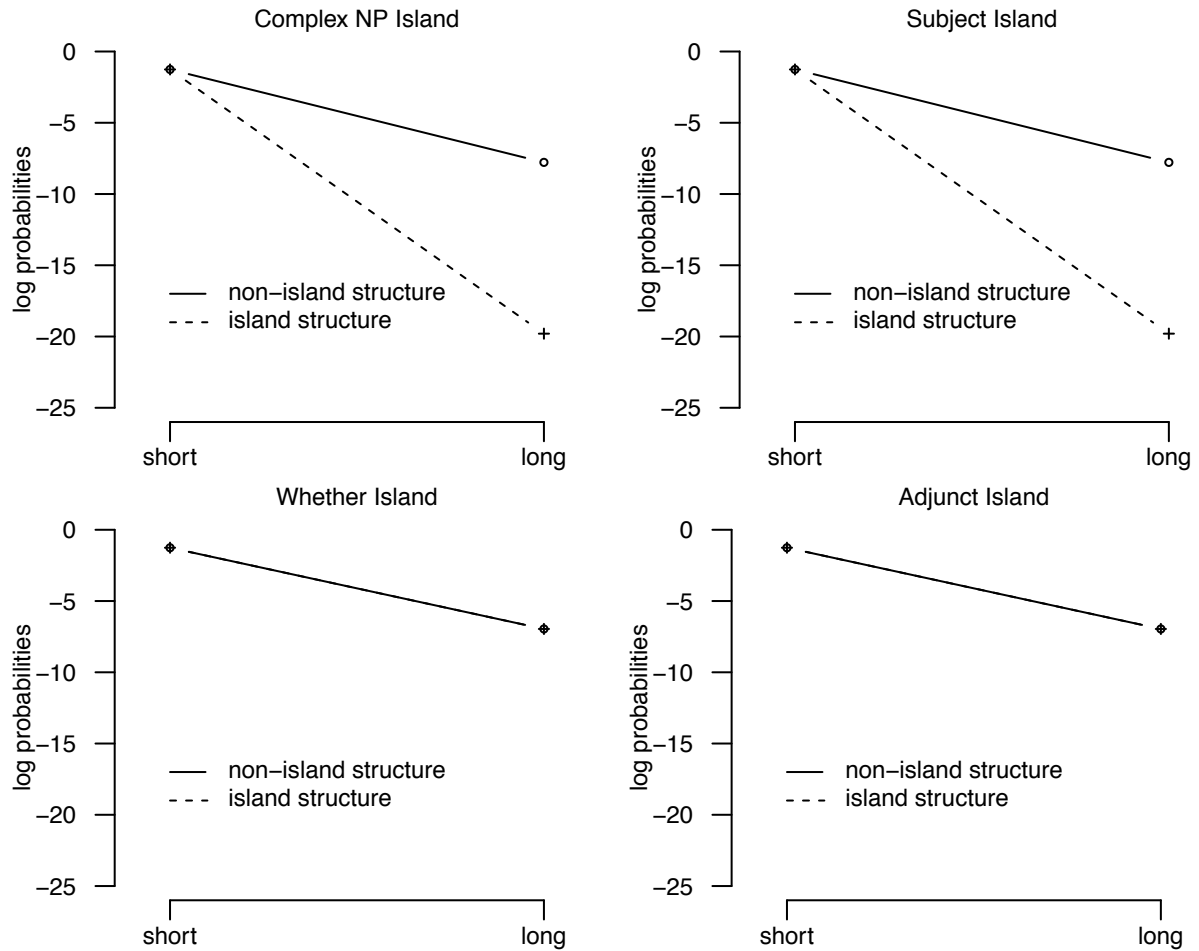 Complex NP Island
0
−5
−10
−15
−20
−25
log probabilities
non−island structure
island structure
short long
Subject Island
0
−5
−10
−15
−20
−25
log probabilities
non−island structure
island structure
short long
Whether Island
0
−5
−10
−15
−20
−25
log probabilities
non−island structure
island structure
short long
Adjunct Island
0
−5
−10
−15
−20
−25
log probabilities
non−island structure
island structure
short long